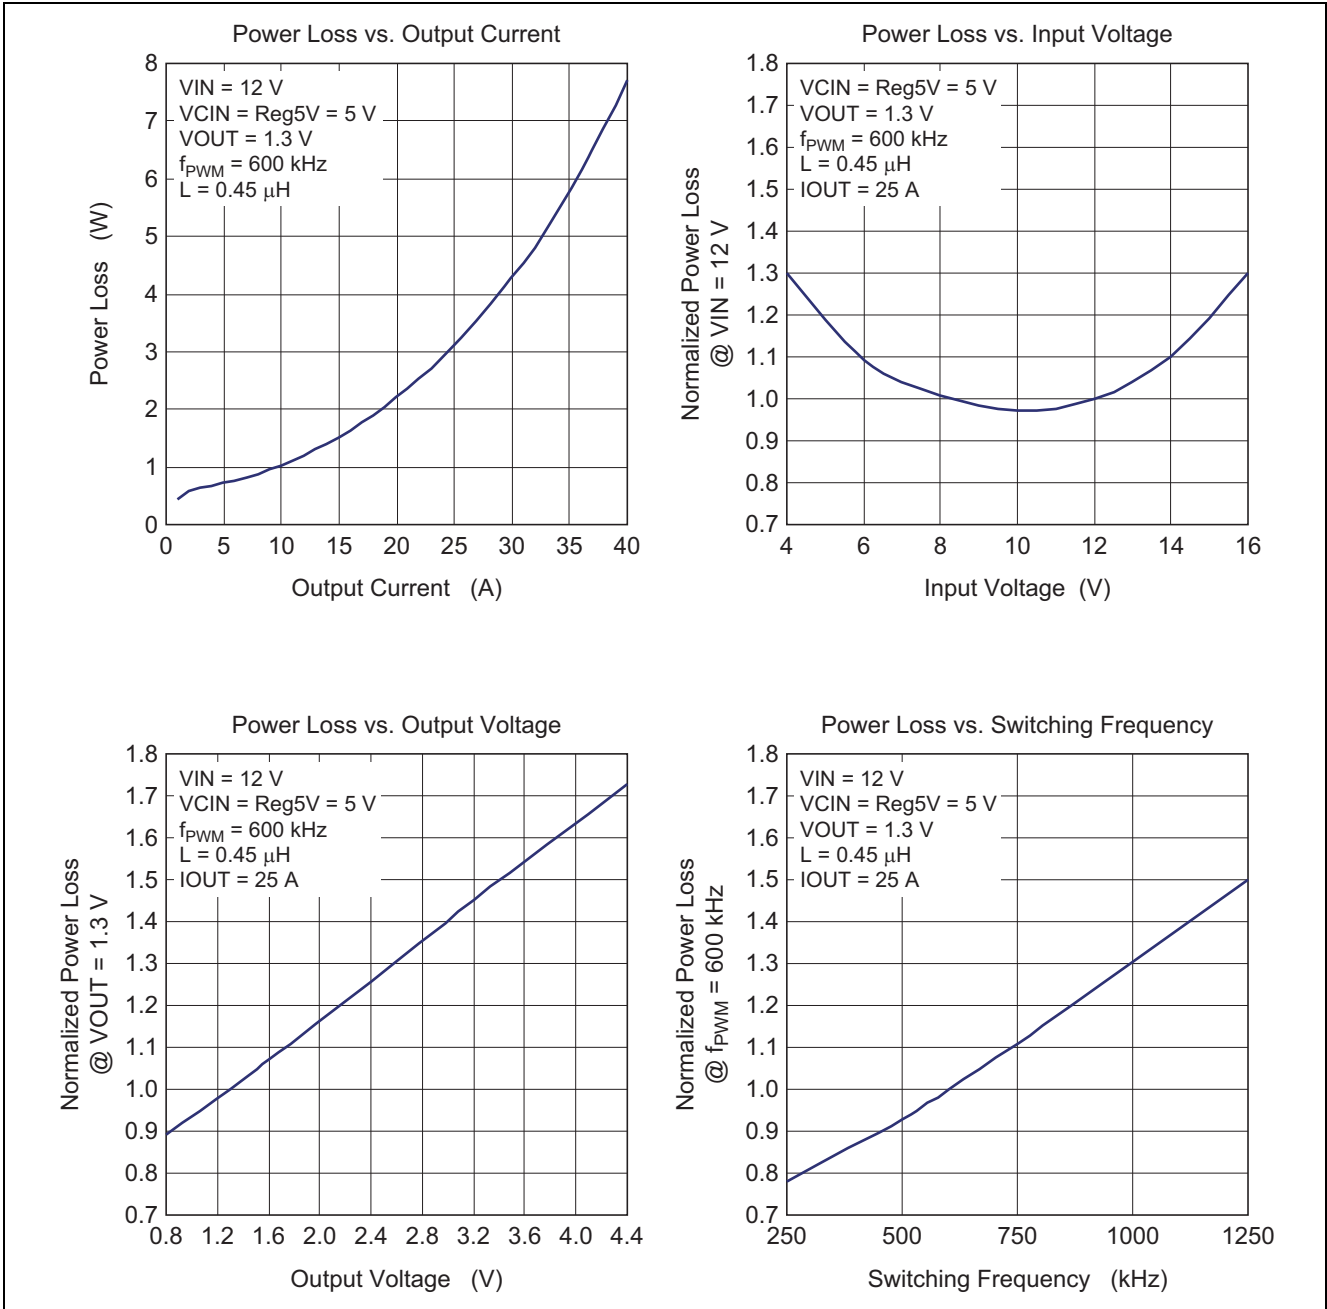 Power Loss vs. Output Current
VIN = 12 V
VCIN = Reg5V = 5 V
VOUT = 1.3 V
fPWM = 600 kHz
L = 0.45 μH
Power Loss (W)
8
7
6
5
4
3
2
1
0
0 5 10 15 20 25 30 35 40
Output Current (A)
Power Loss vs. Input Voltage
VCIN = Reg5V = 5 V
VOUT = 1.3 V
fPWM = 600 kHz
L = 0.45 μH
IOUT = 25 A
Normalized Power Loss
@ VIN = 12 V
1.8
1.7
1.6
1.5
1.4
1.3
1.2
1.1
1.0
0.9
0.8
0.7
4 6 8 10 12 14 16
Input Voltage (V)
Power Loss vs. Output Voltage
VIN = 12 V
VCIN = Reg5V = 5 V
fPWM = 600 kHz
L = 0.45 μH
IOUT = 25 A
Normalized Power Loss
@ VOUT = 1.3 V
1.8
1.7
1.6
1.5
1.4
1.3
1.2
1.1
1.0
0.9
0.8
0.7
0.8 1.2 1.6 2.0 2.4 2.8 3.2 3.6 4.0 4.4
Output Voltage (V)
Power Loss vs. Switching Frequency
VIN = 12 V
VCIN = Reg5V = 5 V
VOUT = 1.3 V
L = 0.45 μH
IOUT = 25 A
Normalized Power Loss
@ fPWM = 600 kHz
1.8
1.7
1.6
1.5
1.4
1.3
1.2
1.1
1.0
0.9
0.8
0.7
250 500 750 1000 1250
Switching Frequency (kHz)